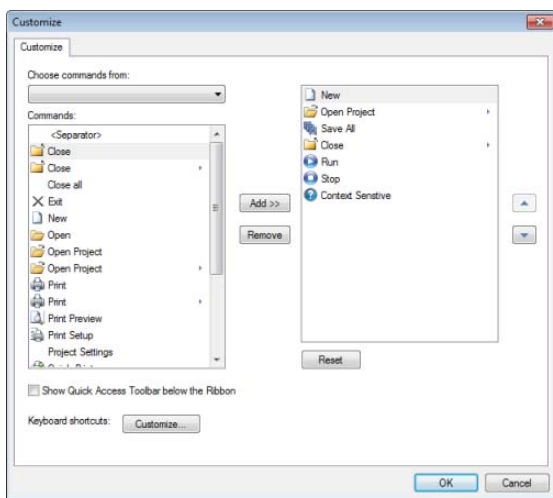 Customize
Customize
Choose commands from:
Commands:
<Separator>
Close
Close
Close all
Exit
New
Open
Open Project
Open Project
Print
Print
Print Preview
Print Setup
Project Settings
Add >>
Remove
New
Open Project
Save All
Close
Run
Stop
Context Senstive
Reset
Show Quick Access Toolbar below the Ribbon
Keyboard shortcuts:
Customize...
OK
Cancel